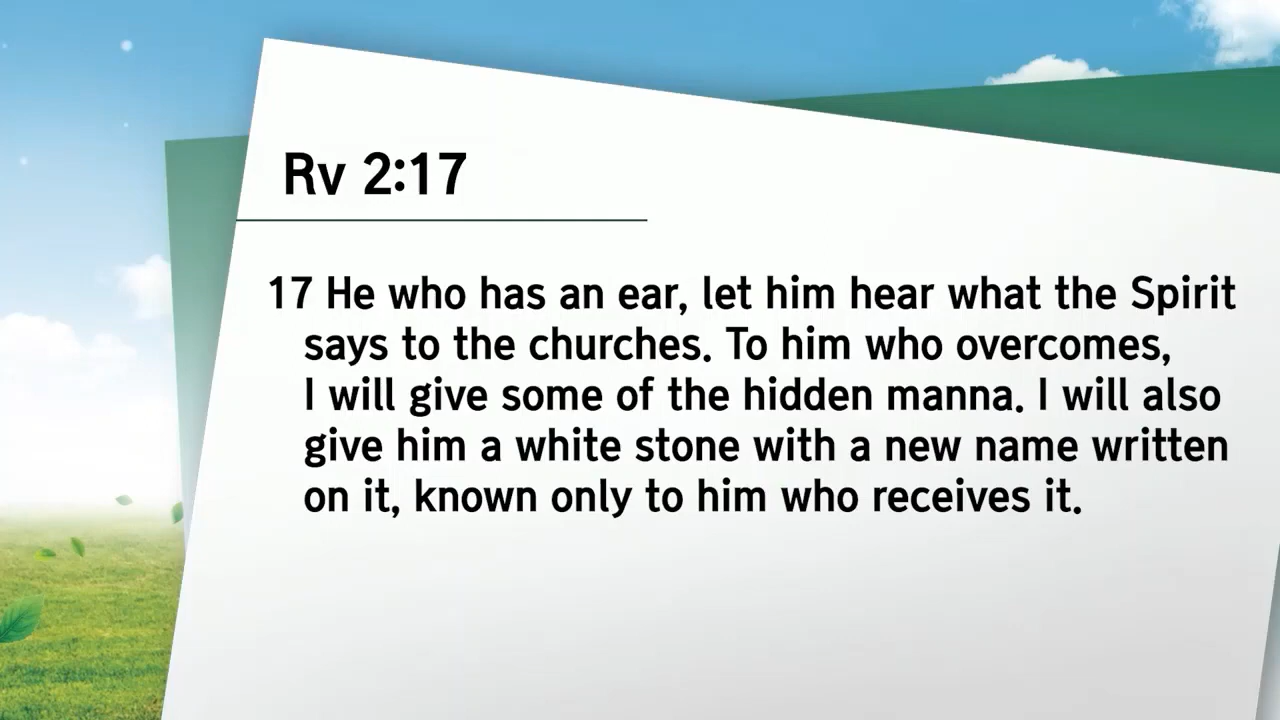 Rv 2:17
17 He who has an ear, let him hear what the Spirit
says to the churches. To him who overcomes,
I will give some of the hidden manna. I will also
give him a white stone with a new name written
on it, known only to him who receives it.